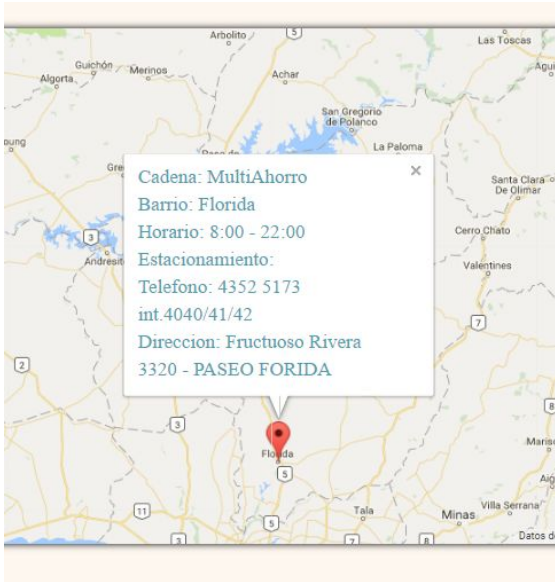 Arbolito
5
Las Toscas
Guichón
Merinos
Algorta
Achar
San Gregorio
de Polanco
La Paloma
×
Cadena: MultiAhorro
Barrio: Florida
Horario: 8:00 - 22:00
Estacionamiento:
Telefono: 4352 5173
int.4040/41/42
Direccion: Fructuoso Rivera
3320 - PASEO FORIDA
Santa Clara
De Olimar
Cerro Chato
3
Valentines
7
2
8
3
Florida
5
11
5
Tala
Minas
Villa Serrana
3
7
8
Datos d